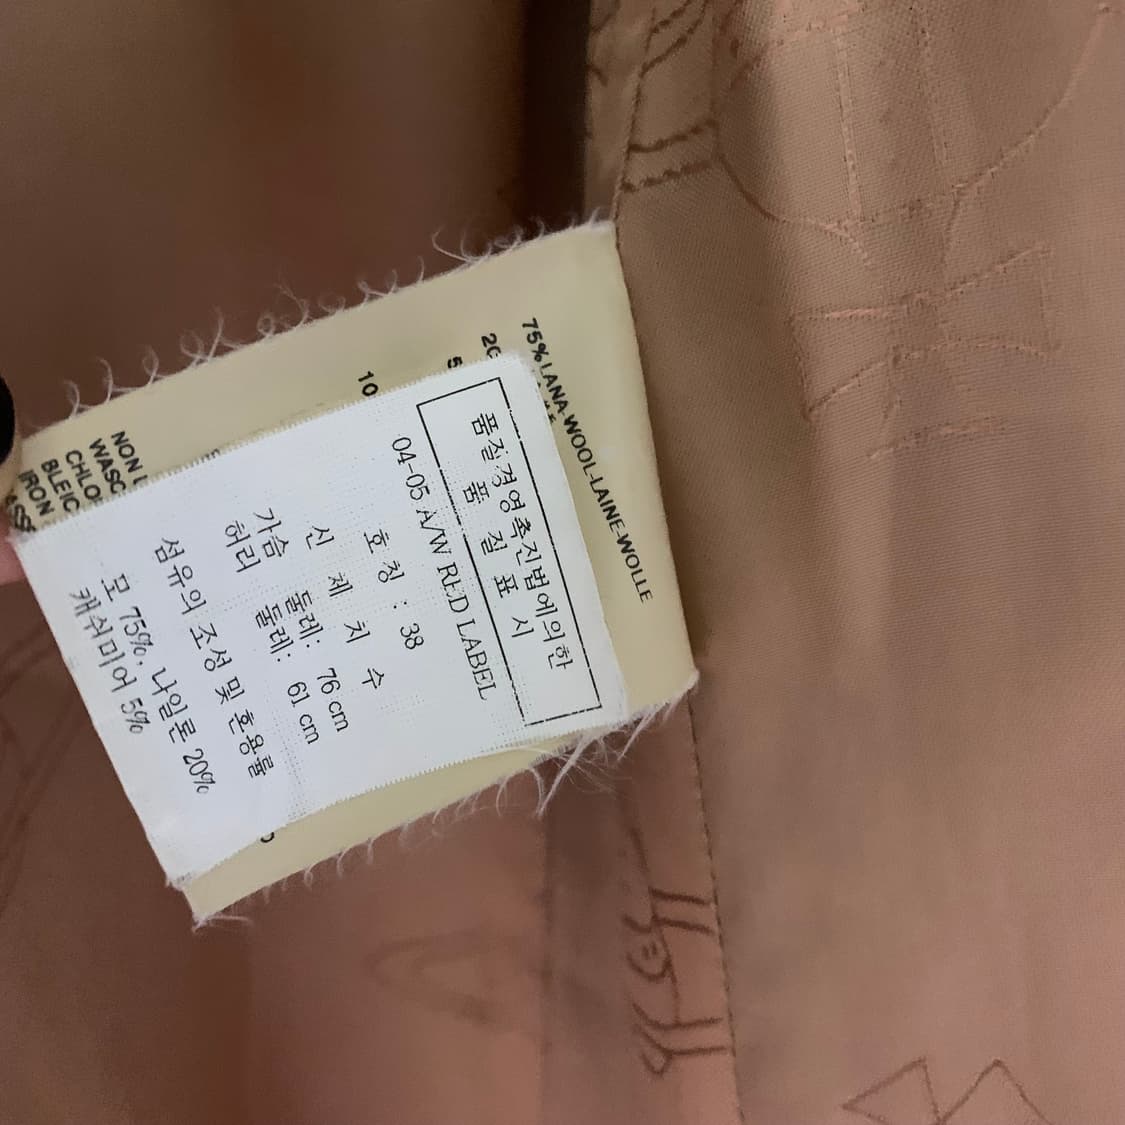 품질경영촉진법에의한
품 질 표 시
04-05 A/W RED LABEL
호 칭 : 38
신 체 치 수
가슴 둘레: 76 cm
허리 둘레: 61 cm
섬유의 조성 및 혼용률
모 75%, 나일론 20%
캐쉬미어 5%
75% LANA-WOOL-LAINE-WOLLE
20
5
10
NON
WASC
CHLO
BLEIC
IRON